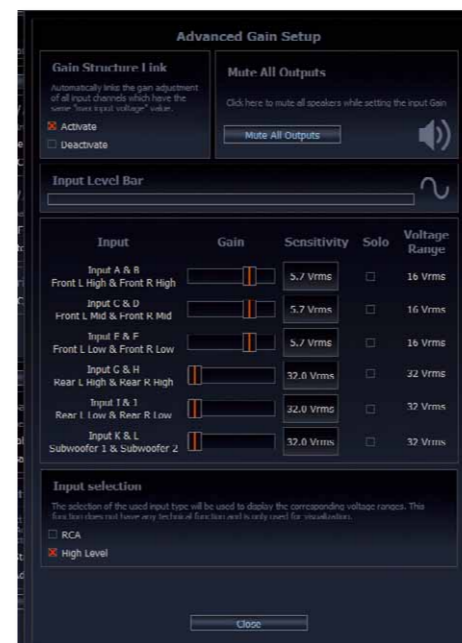 Advanced Gain Setup
Gain Structure Link
Automatically links the gain adjustment
of all input channels which have the
same "max input voltage" value.
Activate
Deactivate
Mute All Outputs
Click here to mute all speakers while setting the input Gain
Mute All Outputs
Input Level Bar
Input Gain Sensitivity Solo Voltage Range
Input A & B
Front L High & Front R High 5.7 Vrms 16 Vrms
Input C & D
Front L Mid & Front R Mid 5.7 Vrms 16 Vrms
Input E & F
Front L Low & Front R Low 5.7 Vrms 16 Vrms
Input G & H
Rear L High & Rear R High 32.0 Vrms 32 Vrms
Input I & J
Rear L Low & Rear R Low 32.0 Vrms 32 Vrms
Input K & L
Subwoofer 1 & Subwoofer 2 32.0 Vrms 32 Vrms
Input selection
The selection of the used input type will be used to display the corresponding voltage ranges. This
function does not have any technical function and is only used for visualization.
RCA
High Level
Close